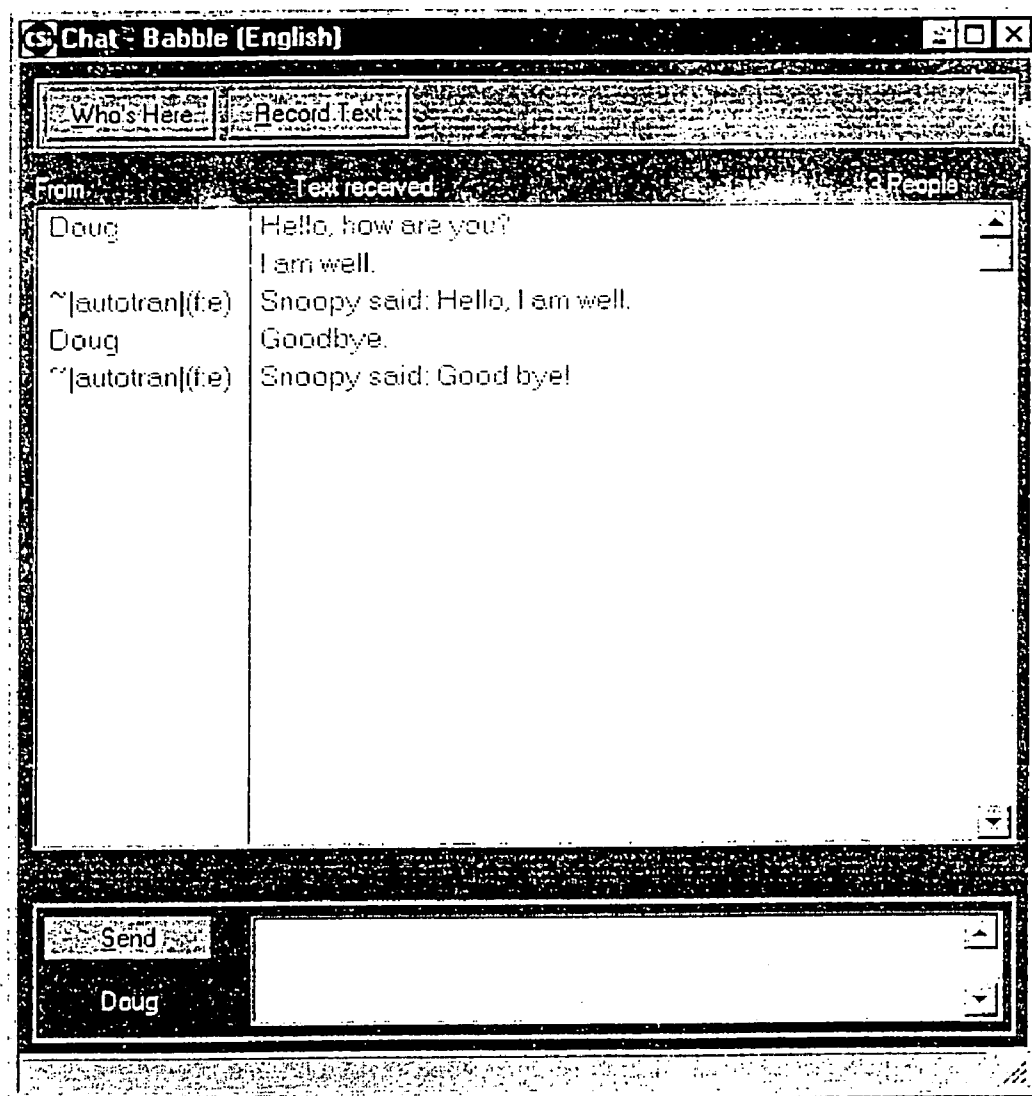 CS: Chat - Babble (English)
Who's Here Record Text
From Text received 3 People
Doug Hello, how are you?
I am well.
~|autotran|(f:e) Snoopy said: Hello, I am well.
Doug Goodbye.
~|autotran|(f:e) Snoopy said: Good bye!
Send
Doug